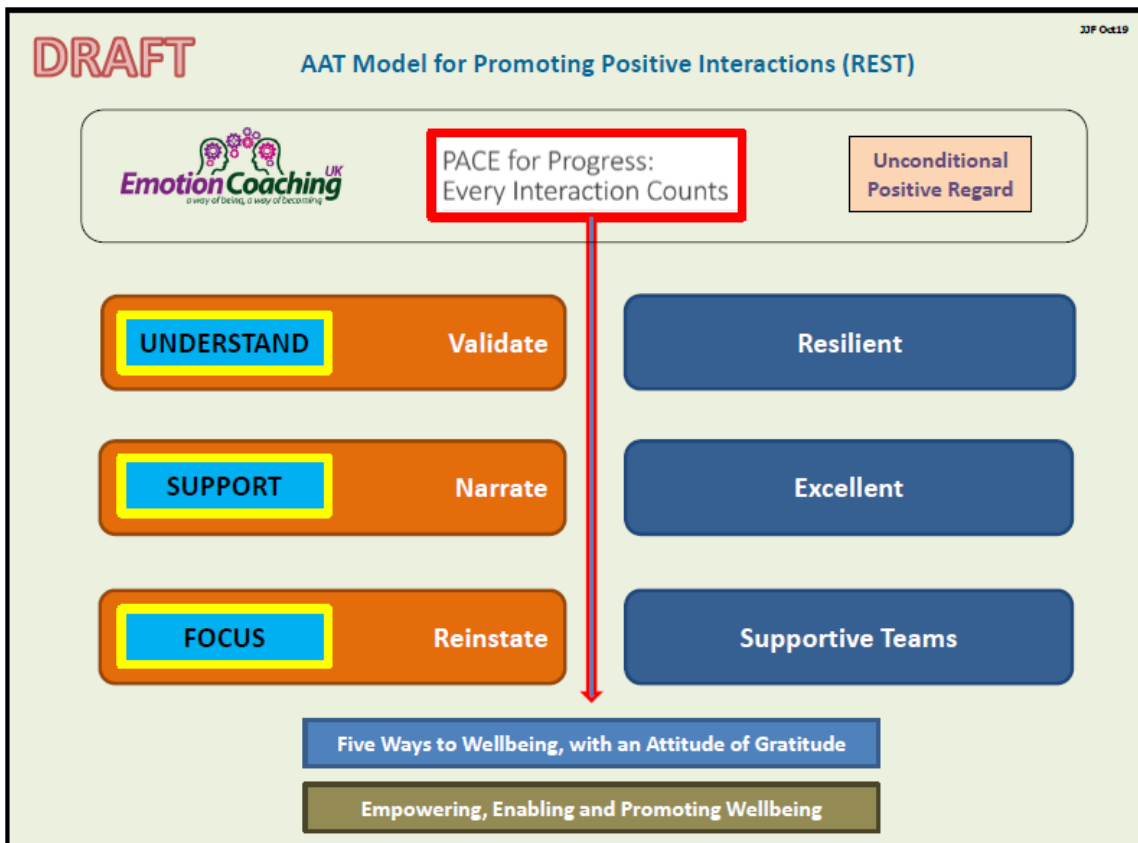 JJF Oct19
DRAFT
AAT Model for Promoting Positive Interactions (REST)
EmotionCoaching UK
a way of being, a way of becoming
PACE for Progress:
Every Interaction Counts
Unconditional
Positive Regard
UNDERSTAND Validate
Resilient
SUPPORT Narrate
Excellent
FOCUS Reinstate
Supportive Teams
Five Ways to Wellbeing, with an Attitude of Gratitude
Empowering, Enabling and Promoting Wellbeing